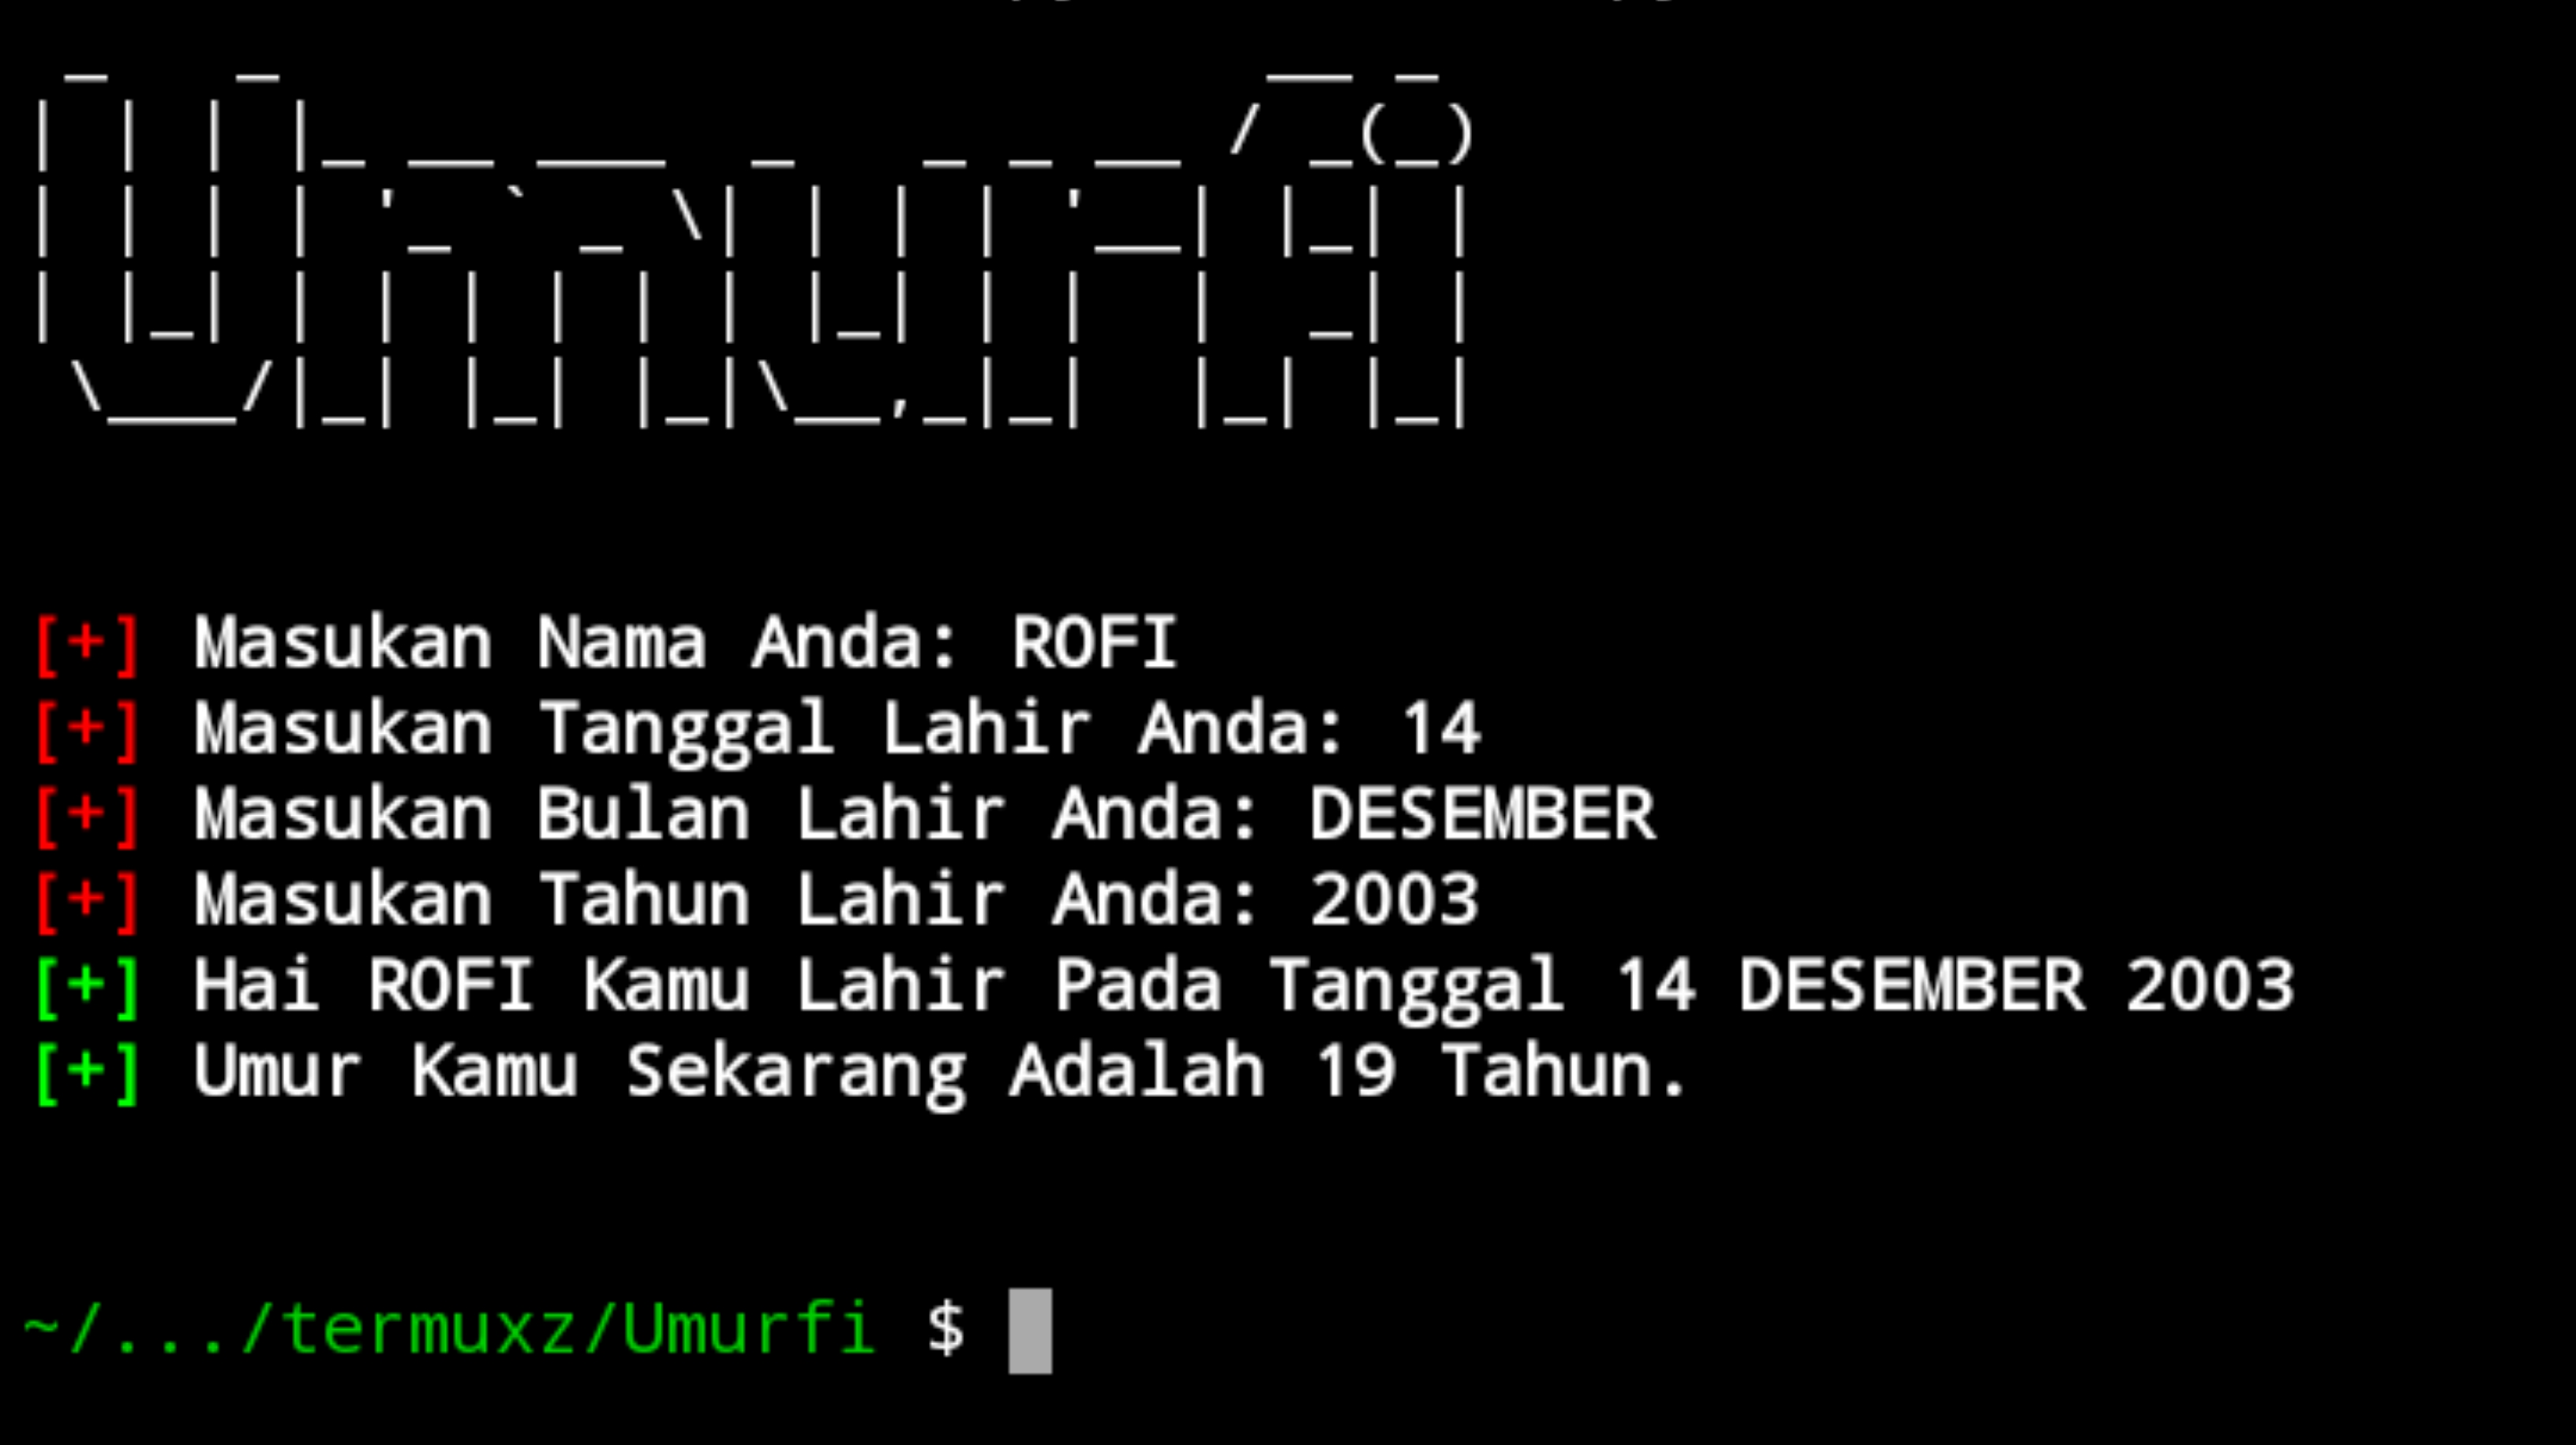 Umurfi
[+] Masukan Nama Anda: ROFI
[+] Masukan Tanggal Lahir Anda: 14
[+] Masukan Bulan Lahir Anda: DESEMBER
[+] Masukan Tahun Lahir Anda: 2003
[+] Hai ROFI Kamu Lahir Pada Tanggal 14 DESEMBER 2003
[+] Umur Kamu Sekarang Adalah 19 Tahun.
~/.../termuxz/Umurfi $